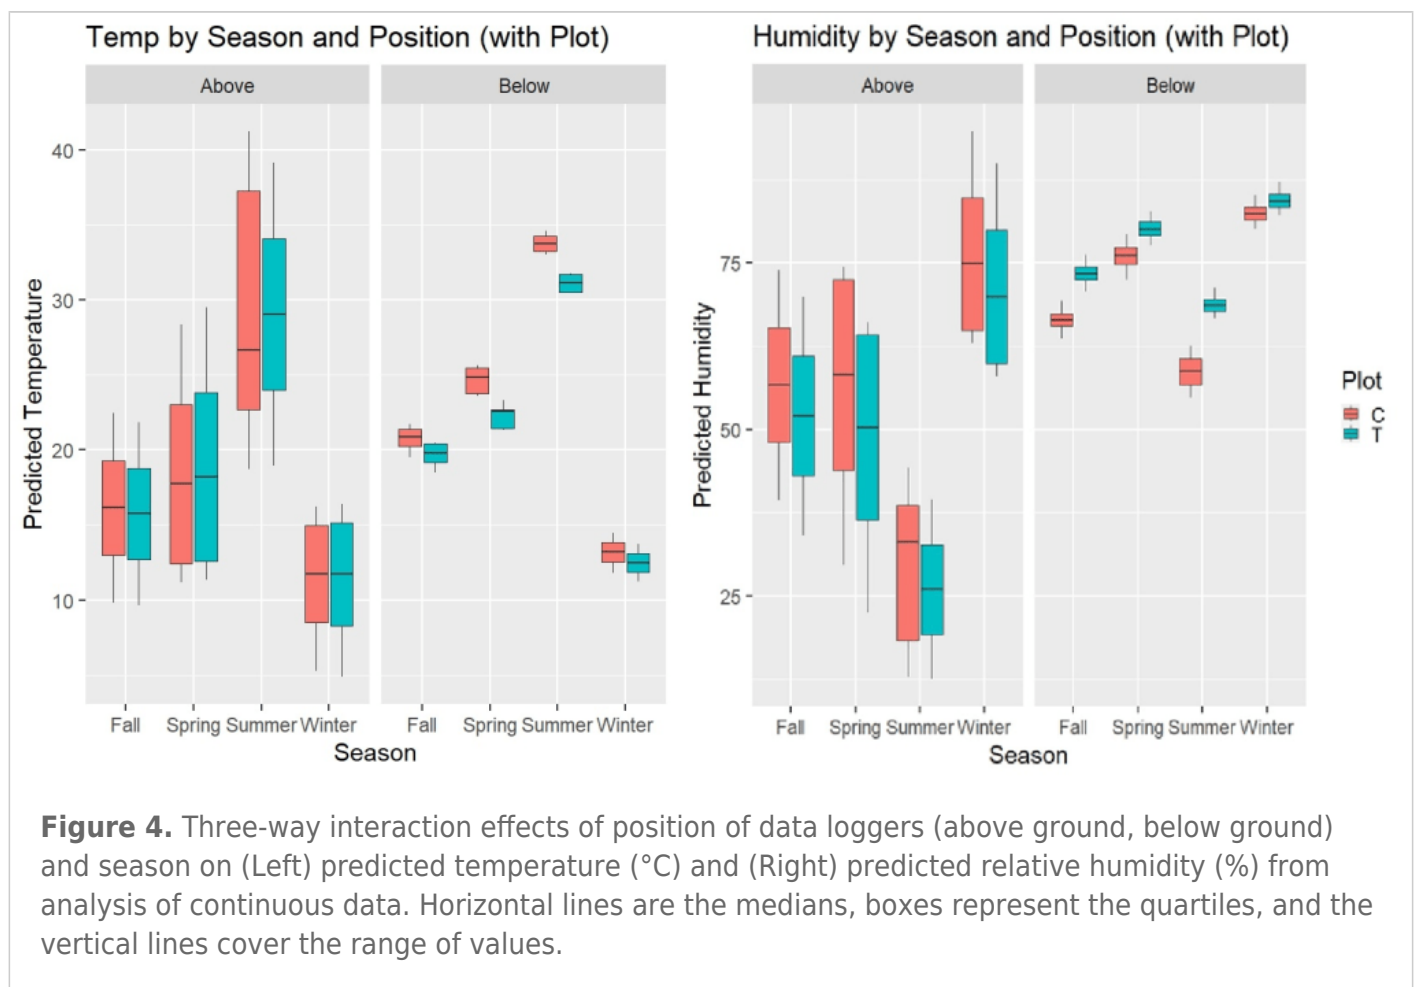 Temp by Season and Position (with Plot)
Above
Below
Predicted Temperature
40
30
20
10
Fall
Spring
Summer
Winter
Fall
Spring
Summer
Winter
Season
Humidity by Season and Position (with Plot)
Above
Below
Predicted Humidity
75
50
25
Fall
Spring
Summer
Winter
Fall
Spring
Summer
Winter
Season
Plot
C
T
Figure 4. Three-way interaction effects of position of data loggers (above ground, below ground)
and season on (Left) predicted temperature (°C) and (Right) predicted relative humidity (%) from
analysis of continuous data. Horizontal lines are the medians, boxes represent the quartiles, and the
vertical lines cover the range of values.